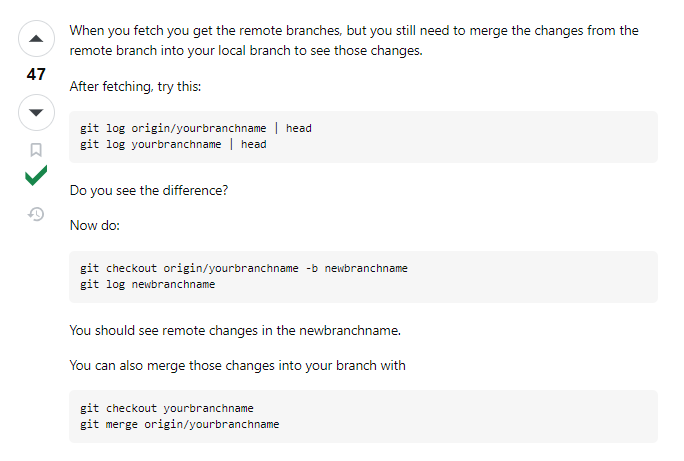 When you fetch you get the remote branches, but you still need to merge the changes from the
remote branch into your local branch to see those changes.
47
After fetching, try this:
git log origin/yourbranchname | head
git log yourbranchname | head
Do you see the difference?
Now do:
git checkout origin/yourbranchname -b newbranchname
git log newbranchname
You should see remote changes in the newbranchname.
You can also merge those changes into your branch with
git checkout yourbranchname
git merge origin/yourbranchname